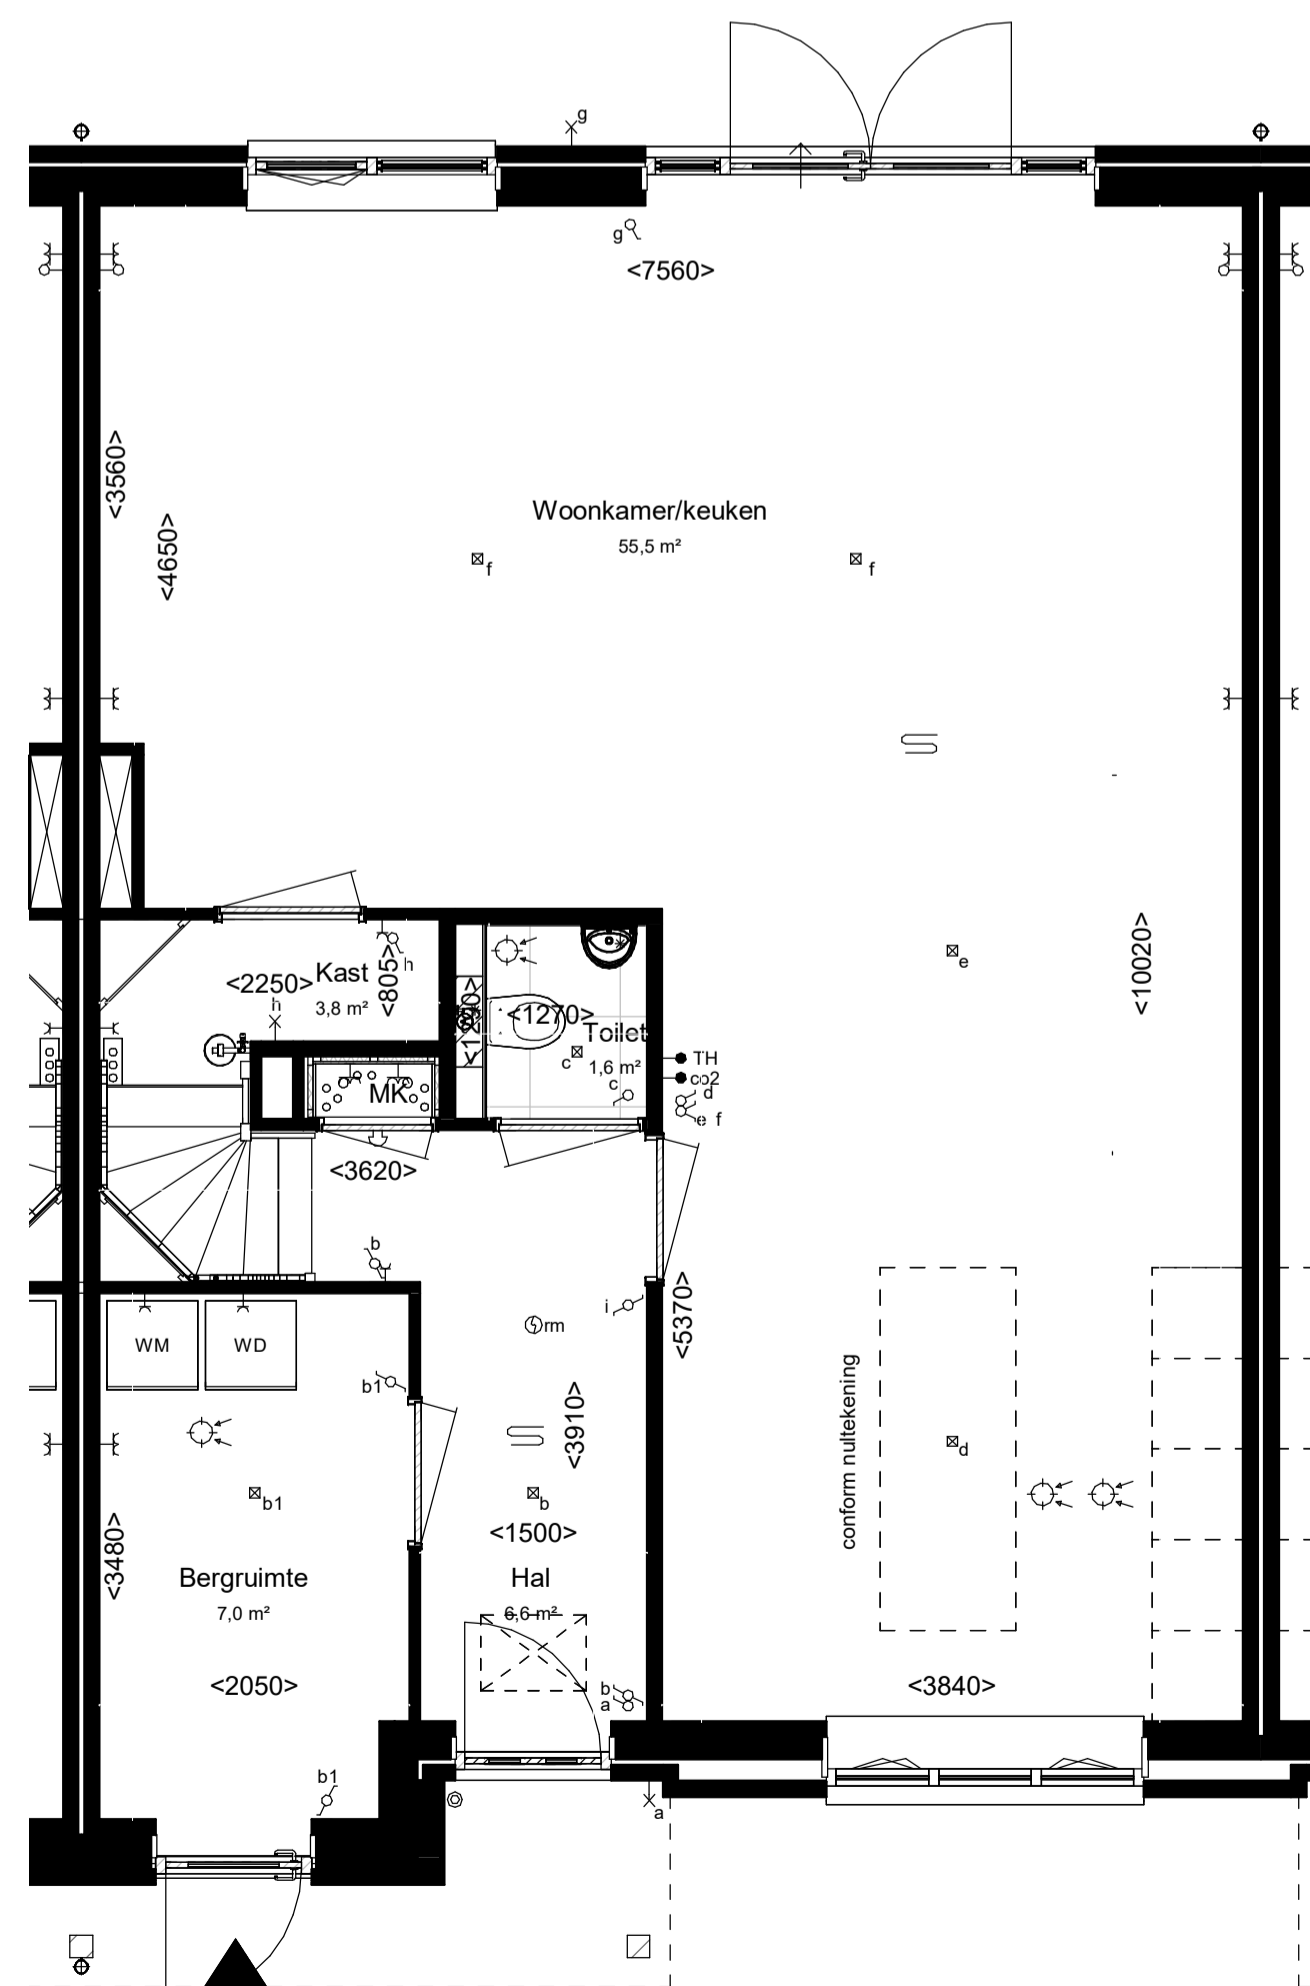 g
g
<7560>
<3560>
<4650>
Woonkamer/keuken
55,5 m²
f
f
e
<10020>
<2250>
Kast
3,8 m²
<805>
h
h
<1270>
Toilet
1,6 m²
c
c
MK
TH
co2
d
e f
<3620>
b
i
rm
<5370>
WM
WD
b1
<3910>
conform nultekening
d
b1
b
<1500>
<3480>
Bergruimte
7,0 m²
Hal
6,6 m²
<2050>
b
a
<3840>
b1
a